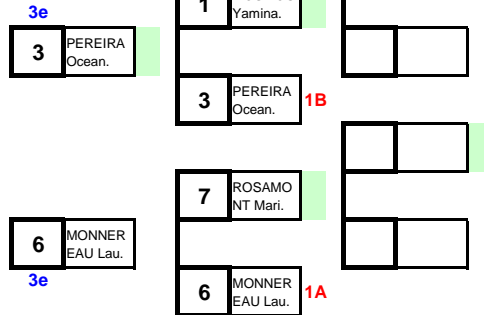 3e
1
Yamina.
3
PEREIRA
Ocean.
3
PEREIRA
Ocean.
1B
7
ROSAMO
NT Mari.
6
MONNER
EAU Lau.
3e
6
MONNER
EAU Lau.
1A